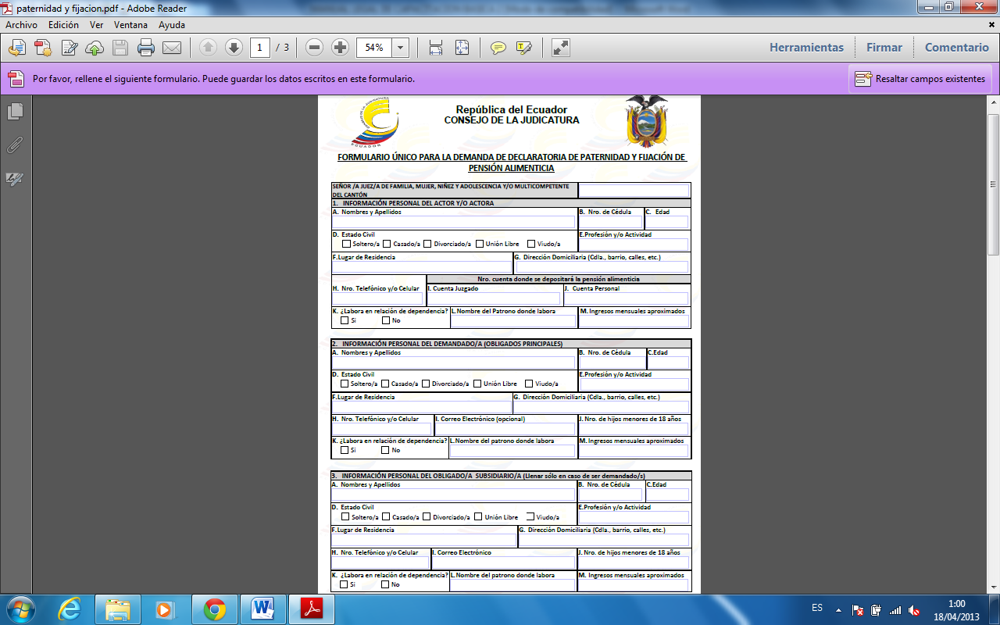 paternidad y fijacion.pdf - Adobe Reader
Archivo Edición Ver Ventana Ayuda
1 / 3 54% Herramientas Firmar Comentario
Por favor, rellene el siguiente formulario. Puede guardar los datos escritos en este formulario. Resaltar campos existentes
ECUADOR
República del Ecuador
CONSEJO DE LA JUDICATURA
FORMULARIO ÚNICO PARA LA DEMANDA DE DECLARATORIA DE PATERNIDAD Y FIJACIÓN DE
PENSIÓN ALIMENTICIA
SEÑOR /A JUEZ/A DE FAMILIA, MUJER, NIÑEZ Y ADOLESCENCIA Y/O MULTICOMPETENTE
DEL CANTÓN
1. INFORMACIÓN PERSONAL DEL ACTOR Y/O ACTORA
A. Nombres y Apellidos B. Nro. de Cédula C. Edad
D. Estado Civil E.Profesión y/o Actividad
Soltero/a Casado/a Divorciado/a Unión Libre Viudo/a
F.Lugar de Residencia G. Dirección Domiciliaria (Cdla., barrio, calles, etc.)
Nro. cuenta donde se depositará la pensión alimenticia
H. Nro. Telefónico y/o Celular I. Cuenta Juzgado J. Cuenta Personal
K. ¿Labora en relación de dependencia? L.Nombre del Patrono donde labora M. Ingresos mensuales aproximados
Si No
2. INFORMACIÓN PERSONAL DEL DEMANDADO/A (OBLIGADOS PRINCIPALES)
A. Nombres y Apellidos B. Nro. de Cédula C.Edad
D. Estado Civil E.Profesión y/o Actividad
Soltero/a Casado/a Divorciado/a Unión Libre Viudo/a
F.Lugar de Residencia G. Dirección Domiciliaria (Cdla., barrio, calles, etc.)
H. Nro. Telefónico y/o Celular I. Correo Electrónico (opcional) J. Nro. de hijos menores de 18 años
K. ¿Labora en relación de dependencia? L.Nombre del patrono donde labora M. Ingresos mensuales aproximados
Si No
3. INFORMACIÓN PERSONAL DEL OBLIGADO/A SUBSIDIARIO/A (Llenar sólo en caso de ser demandado/s)
A. Nombres y Apellidos B. Nro. de Cédula C.Edad
D. Estado Civil E.Profesión y/o Actividad
Soltero/a Casado/a Divorciado/a Unión Libre Viudo/a
F.Lugar de Residencia G. Dirección Domiciliaria (Cdla., barrio, calles, etc.)
H. Nro. Telefónico y/o Celular I. Correo Electrónico J. Nro. de hijos menores de 18 años
K. ¿Labora en relación de dependencia? L.Nombre del patrono donde labora M. Ingresos mensuales aproximados
Si No
ES 1:00
18/04/2013